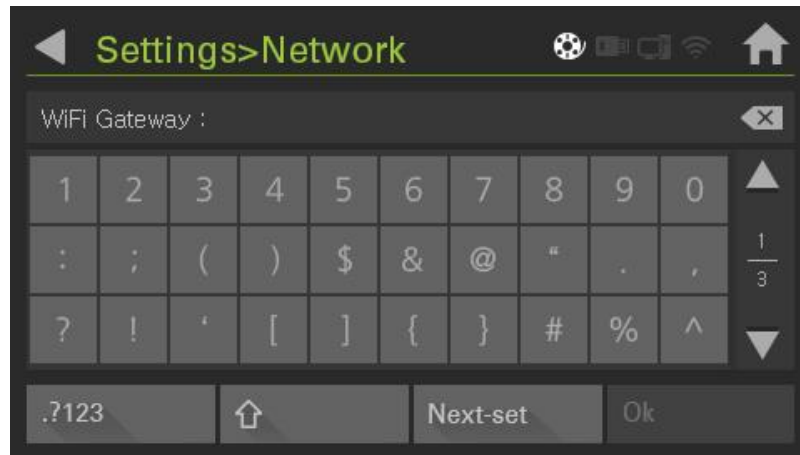 Settings>Network
WiFi Gateway :
1 2 3 4 5 6 7 8 9 0
: ; ( ) $ & @ “ . ,
1
3
? ! ‘ [ ] { } # % ^
.?123 Next-set Ok